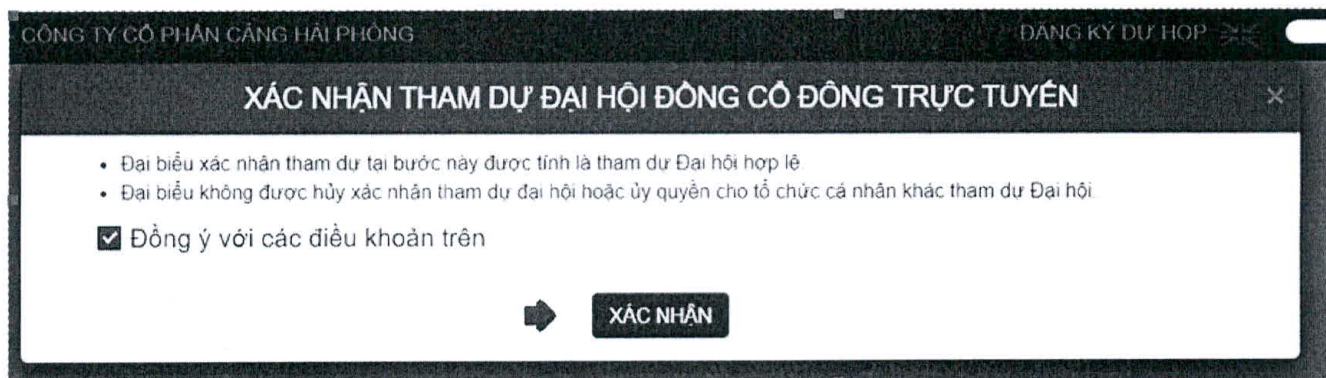 CÔNG TY CỔ PHẦN CẢNG HẢI PHÒNG
ĐĂNG KÝ DỰ HỌP
XÁC NHẬN THAM DỰ ĐẠI HỘI ĐỒNG CỔ ĐÔNG TRỰC TUYẾN
• Đại biểu xác nhận tham dự tại bước này được tính là tham dự Đại hội hợp lệ
• Đại biểu không được hủy xác nhận tham dự đại hội hoặc ủy quyền cho tổ chức cá nhân khác tham dự Đại hội.
Đồng ý với các điều khoản trên
XÁC NHẬN